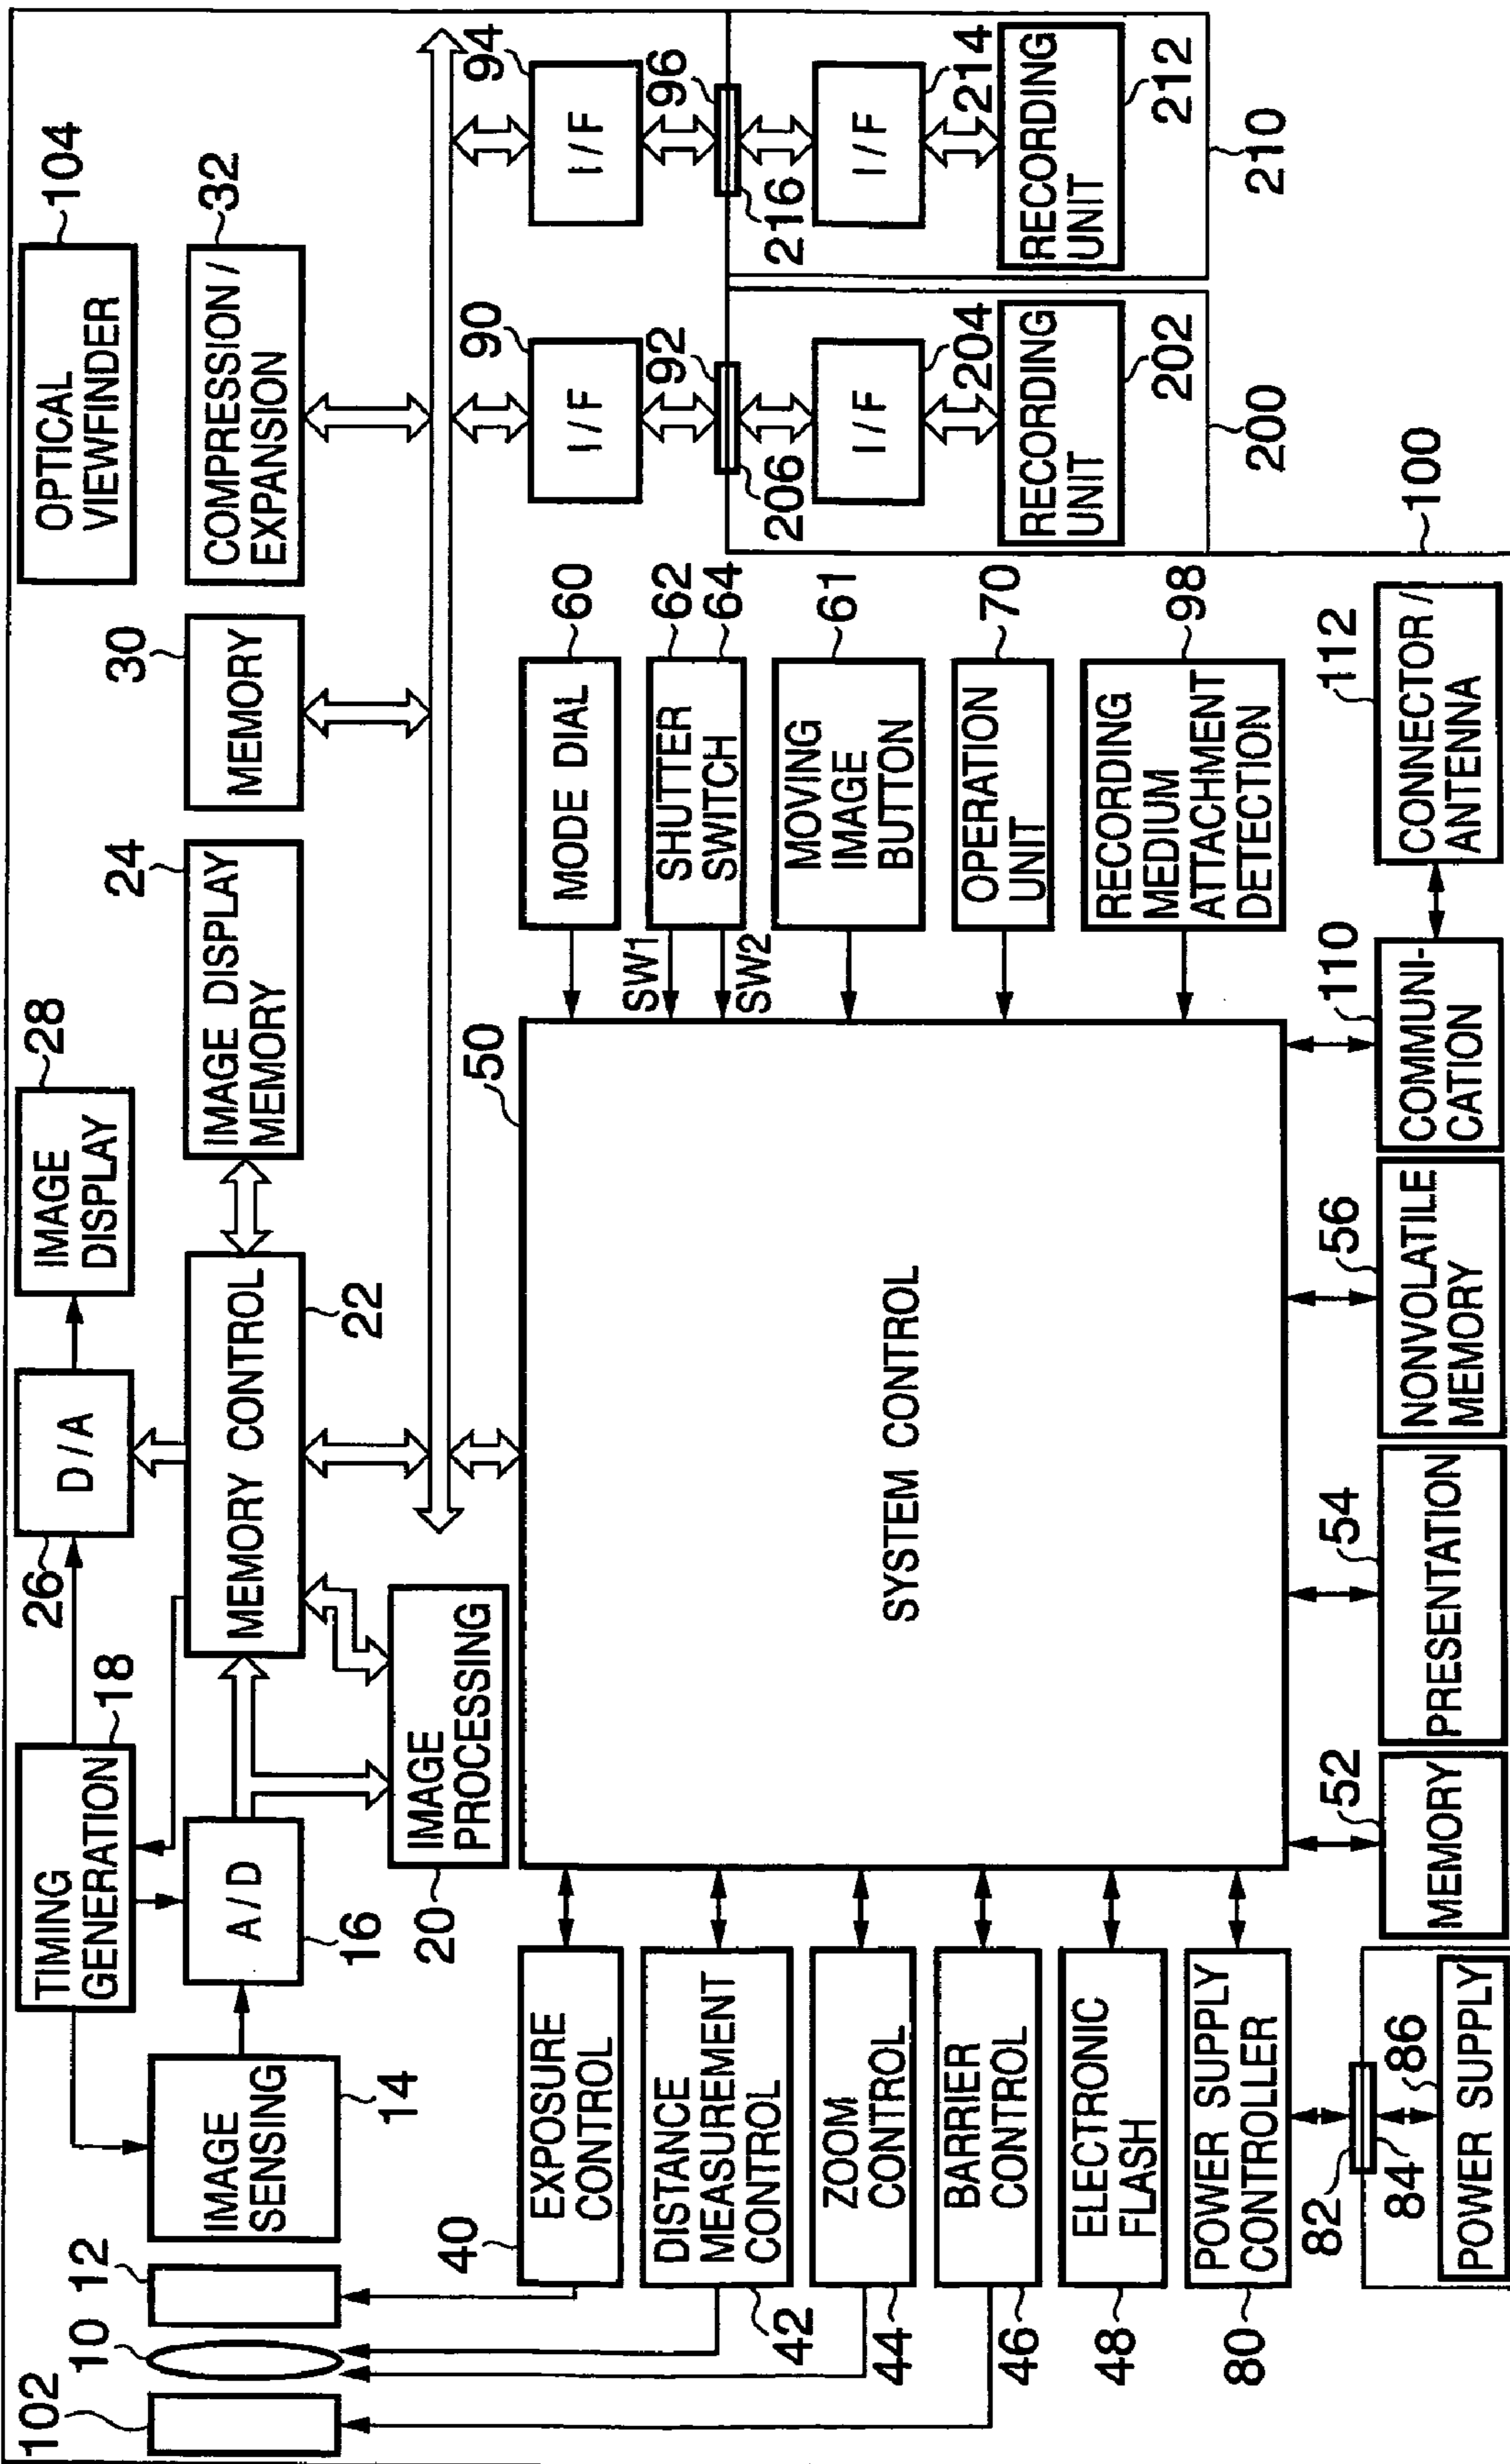 102
10
12
IMAGE
SENSING
14
TIMING
GENERATION
18
A/D
16
26
D/A
IMAGE
DISPLAY
28
OPTICAL
VIEWFINDER
104
MEMORY CONTROL
22
IMAGE DISPLAY
MEMORY
24
MEMORY
30
COMPRESSION /
EXPANSION
32
IMAGE
PROCESSING
20
40
EXPOSURE
CONTROL
DISTANCE
MEASUREMENT
CONTROL
42
ZOOM
CONTROL
44
BARRIER
CONTROL
46
ELECTRONIC
FLASH
48
POWER SUPPLY
CONTROLLER
80
SYSTEM CONTROL
50
MODE DIAL
60
SW1
SHUTTER
SWITCH
SW2
62
64
MOVING
IMAGE
BUTTON
61
OPERATION
UNIT
70
RECORDING
MEDIUM
ATTACHMENT
DETECTION
98
90
I/F
92
206
I/F
204
RECORDING
UNIT
202
200
94
I/F
96
216
I/F
214
RECORDING
UNIT
212
210
100
82
84
86
POWER SUPPLY
MEMORY
52
PRESENTATION
54
NONVOLATILE
MEMORY
56
COMMUNI-
CATION
110
CONNECTOR /
ANTENNA
112